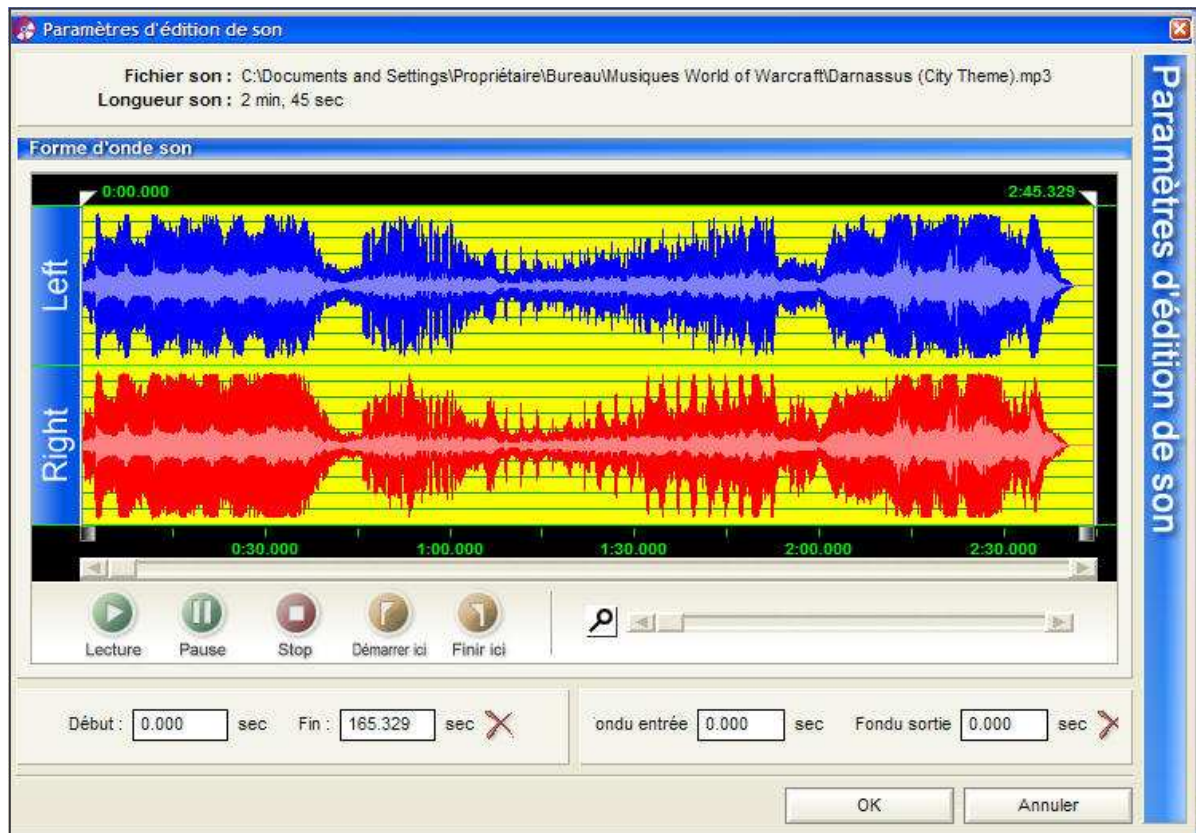 Paramètres d'édition de son
Fichier son : C:\Documents and Settings\Propriétaire\Bureau\Musiques World of Warcraft\Darnassus (City Theme).mp3
Longueur son : 2 min, 45 sec
Paramètres d'édition de son
Forme d'onde son
0:00.000 2:45.329
Left
Right
0:30.000 1:00.000 1:30.000 2:00.000 2:30.000
Lecture Pause Stop Démarrer ici Finir ici
Début : 0.000 sec Fin : 165.329 sec ondu entrée 0.000 sec Fondu sortie 0.000 sec
OK Annuler